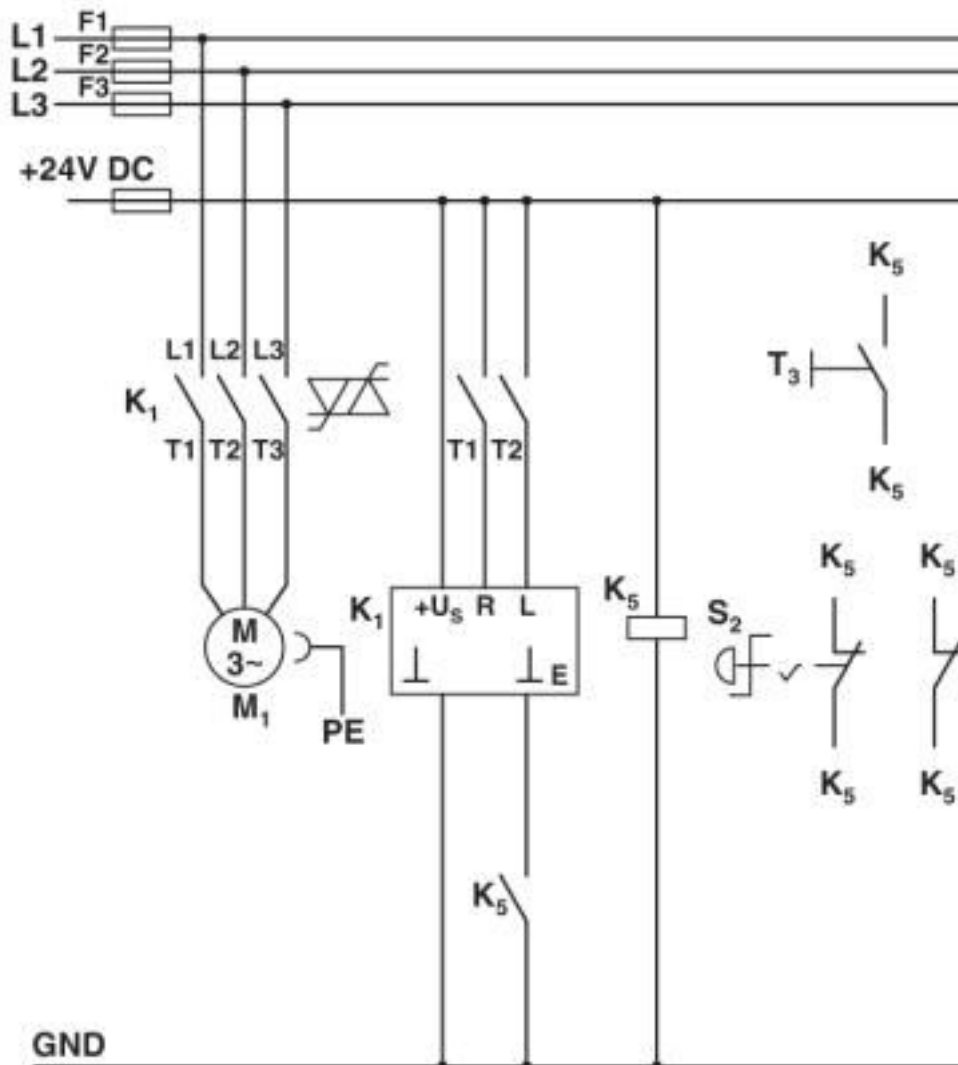 F1
L1
F2
L2
F3
L3
+24V DC
K5
L1 L2 L3
T3
K1
T1 T2 T3 T1 T2
K5
K5 K5
K1 +US R L K5 S2
M
3~
E
M1
PE
K5 K5
K5
GND